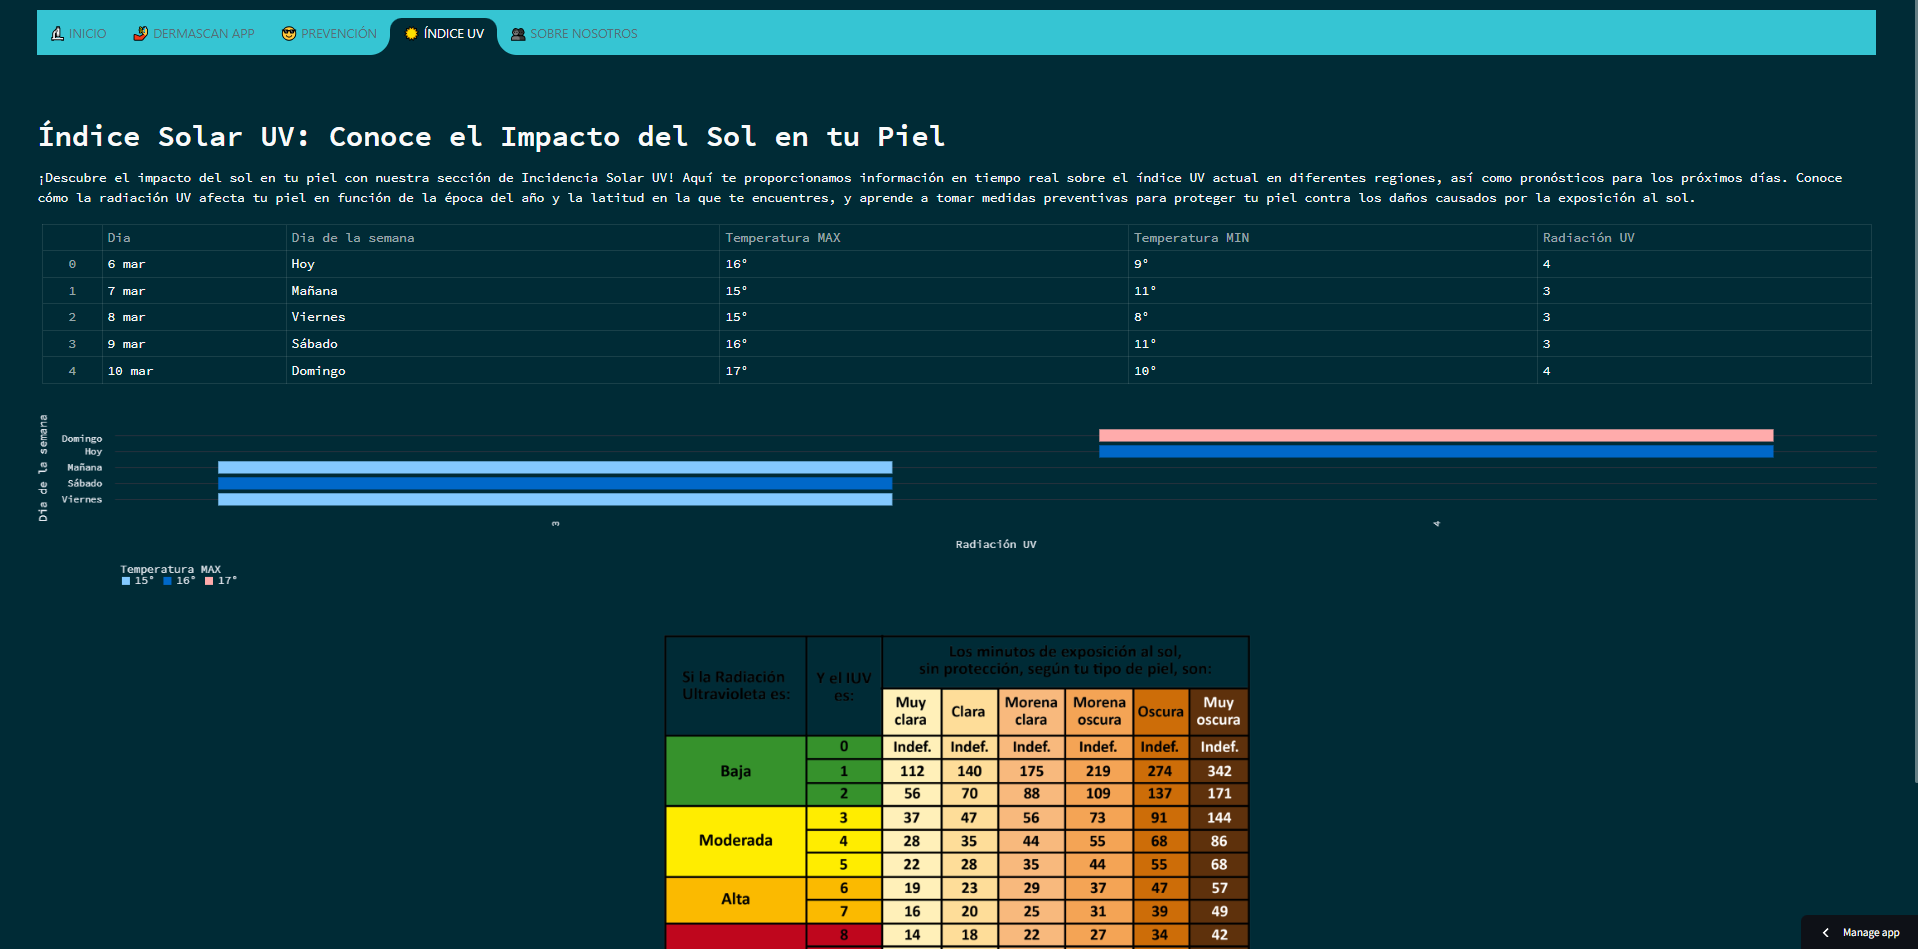 INICIO DERMASCAN APP PREVENCIÓN ÍNDICE UV SOBRE NOSOTROS
Índice Solar UV: Conoce el Impacto del Sol en tu Piel
¡Descubre el impacto del sol en tu piel con nuestra sección de Incidencia Solar UV! Aquí te proporcionamos información en tiempo real sobre el índice UV actual en diferentes regiones, así como pronósticos para los próximos días. Conoce
cómo la radiación UV afecta tu piel en función de la época del año y la latitud en la que te encuentres, y aprende a tomar medidas preventivas para proteger tu piel contra los daños causados por la exposición al sol.
Dia Dia de la semana Temperatura MAX Temperatura MIN Radiación UV
0 6 mar Hoy 16° 9° 4
1 7 mar Mañana 15° 11° 3
2 8 mar Viernes 15° 8° 3
3 9 mar Sábado 16° 11° 3
4 10 mar Domingo 17° 10° 4
Dia de la semana
Domingo
Hoy
Mañana
Sábado
Viernes
3 4
Radiación UV
Temperatura MAX
15° 16° 17°
Si la Radiación
Ultravioleta es:
Y el IUV
es:
Los minutos de exposición al sol,
sin protección, según tu tipo de piel, son:
Muy clara Clara Morena clara Morena oscura Oscura Muy oscura
0 Indef. Indef. Indef. Indef. Indef. Indef.
Baja 1 112 140 175 219 274 342
2 56 70 88 109 137 171
3 37 47 56 73 91 144
Moderada 4 28 35 44 55 68 86
5 22 28 35 44 55 68
Alta 6 19 23 29 37 47 57
7 16 20 25 31 39 49
8 14 18 22 27 34 42
Manage app